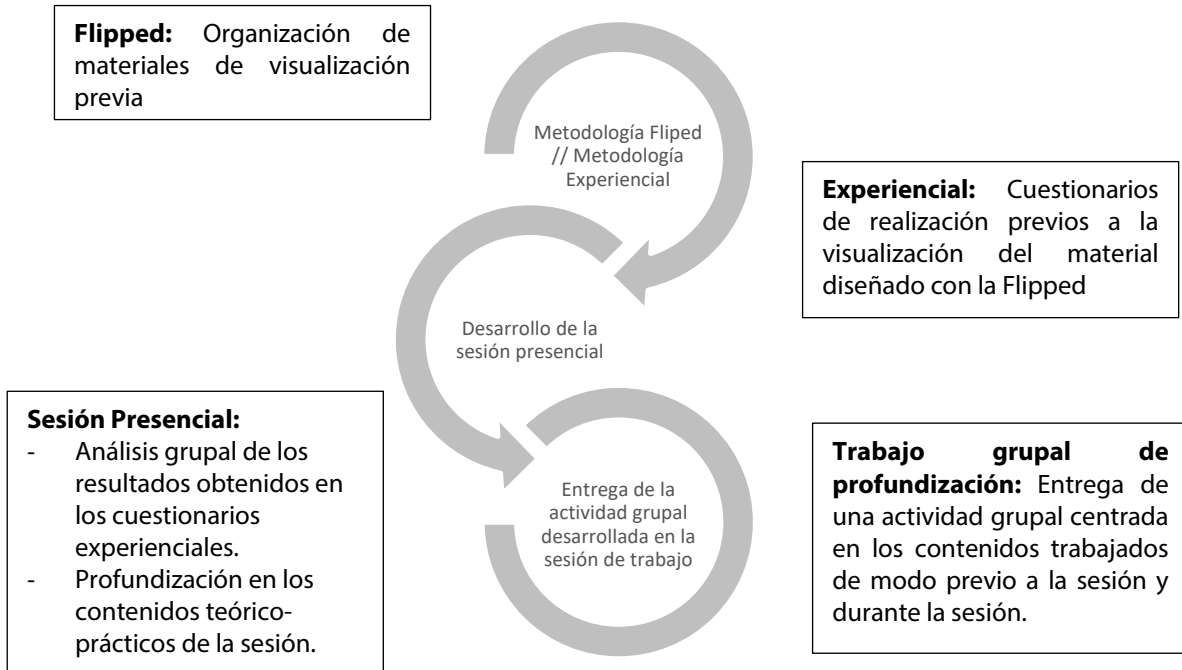 Flipped: Organización de
materiales de visualización
previa
Metodología Fliped
// Metodología
Experiencial
Experiencial: Cuestionarios
de realización previos a la
visualización del material
diseñado con la Flipped
Desarrollo de la
sesión presencial
Sesión Presencial:
- Análisis grupal de los
resultados obtenidos en
los cuestionarios
experienciales.
- Profundización en los
contenidos teórico-
prácticos de la sesión.
Entrega de la
actividad grupal
desarrollada en la
sesión de trabajo
Trabajo grupal de
profundización: Entrega de
una actividad grupal centrada
en los contenidos trabajados
de modo previo a la sesión y
durante la sesión.